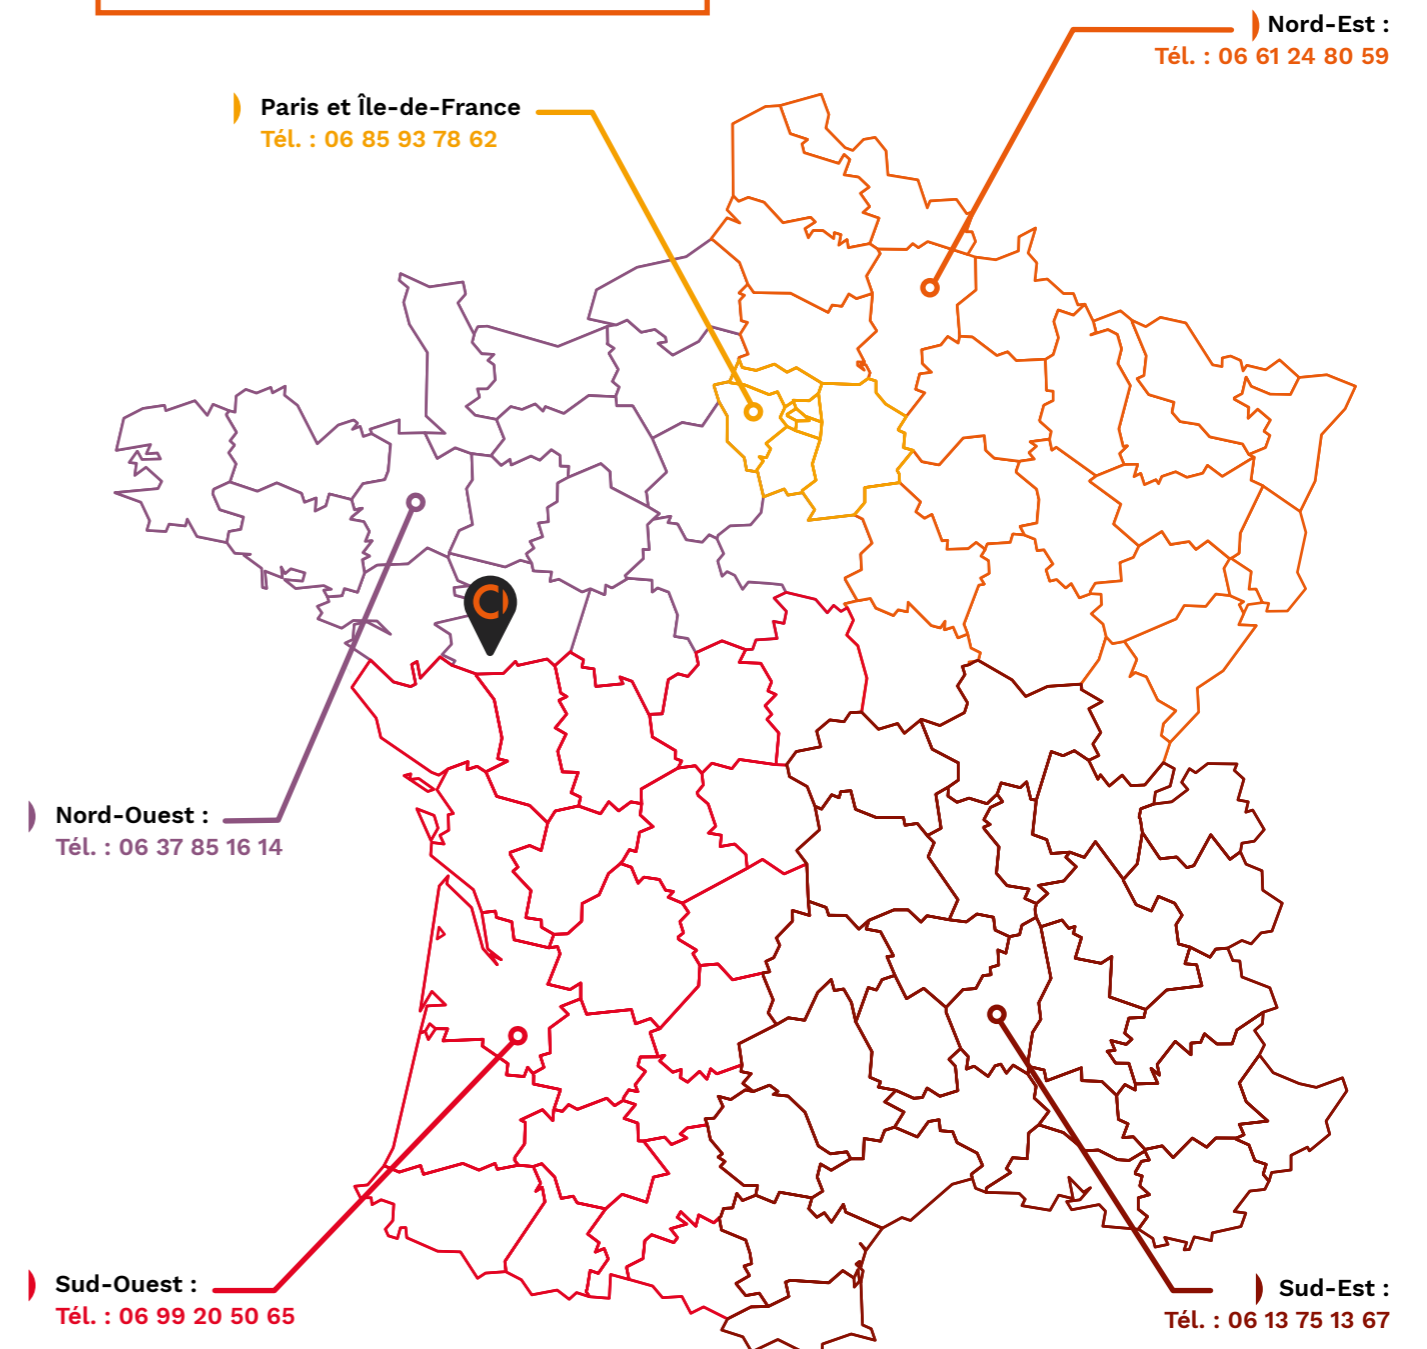 Nord-Est :
Tél. : 06 61 24 80 59
Paris et Île-de-France
Tél. : 06 85 93 78 62
Nord-Ouest :
Tél. : 06 37 85 16 14
Sud-Ouest :
Tél. : 06 99 20 50 65
Sud-Est :
Tél. : 06 13 75 13 67